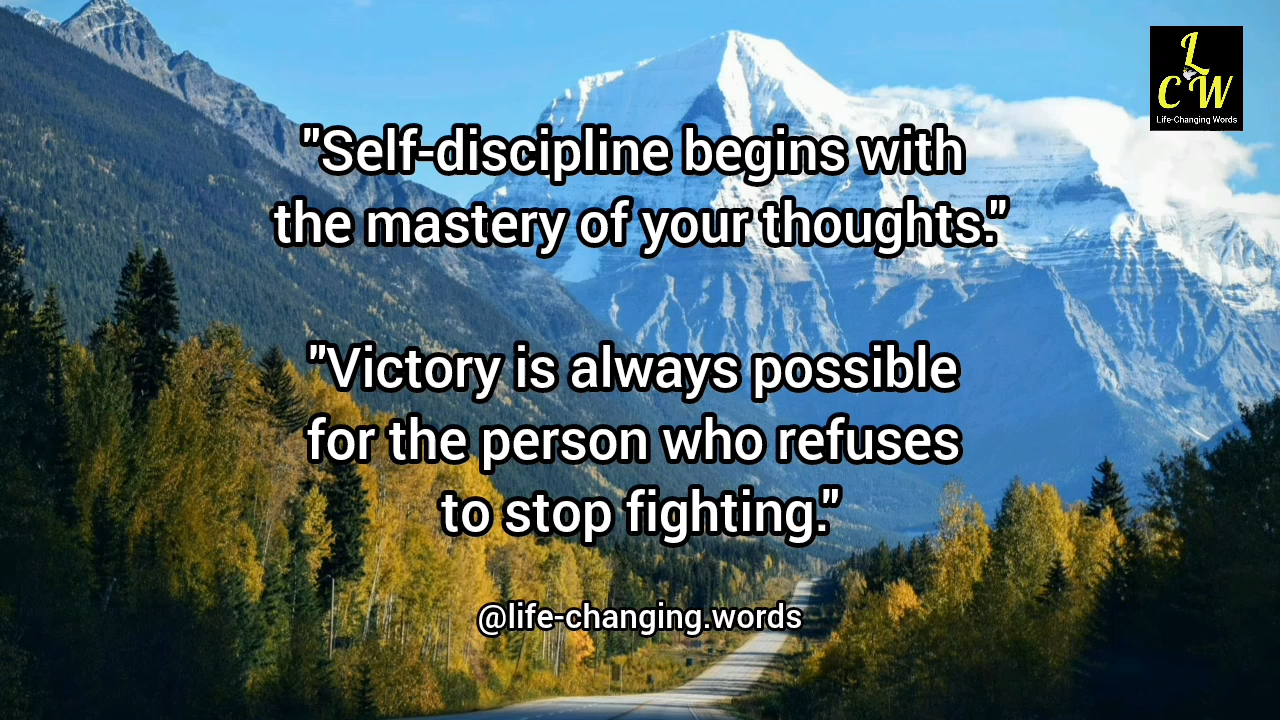 L
C W
Life-Changing Words
"Self-discipline begins with
the mastery of your thoughts."
"Victory is always possible
for the person who refuses
to stop fighting."
@life-changing.words